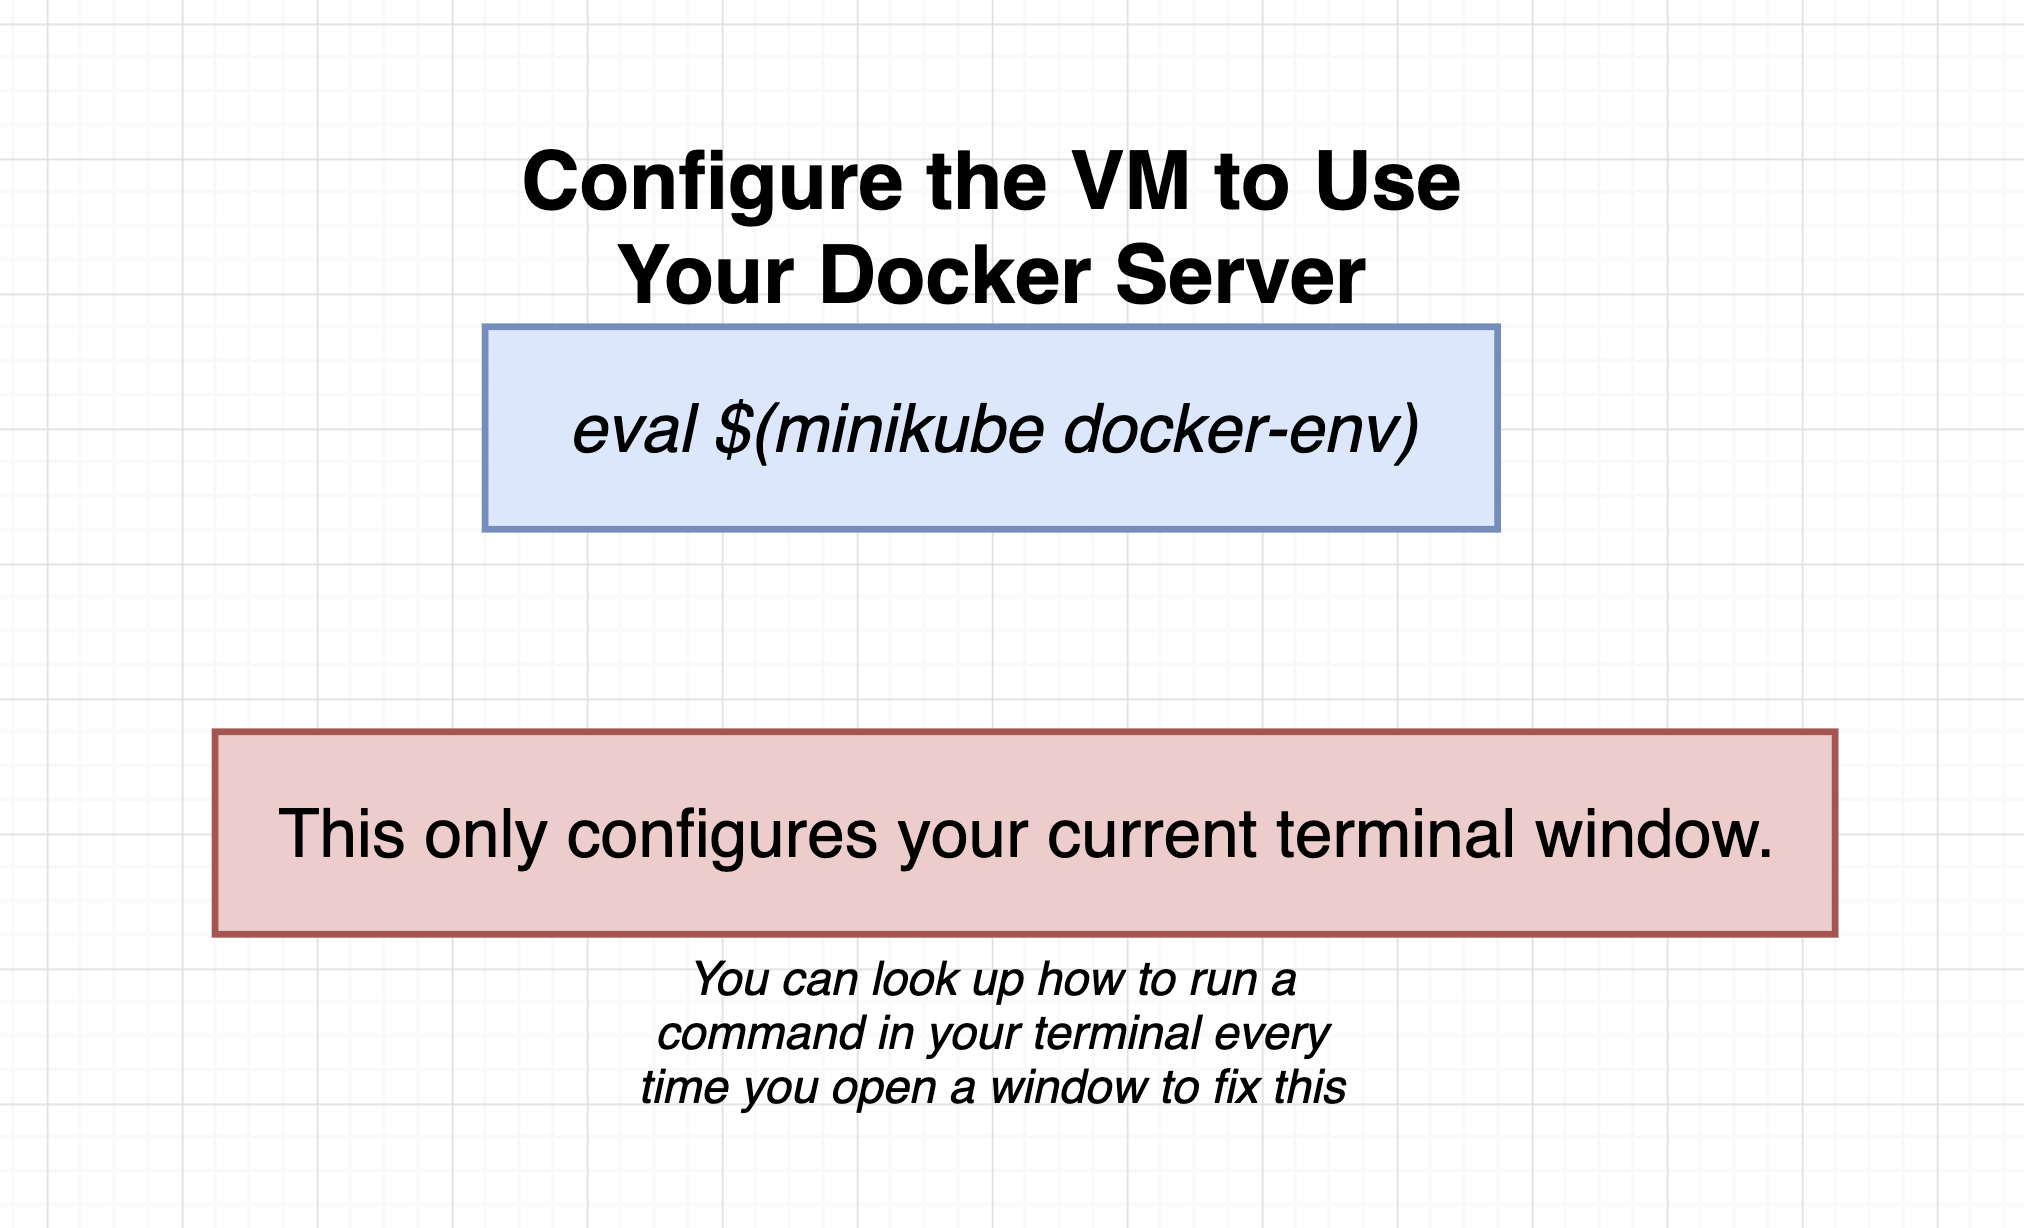 Configure the VM to Use
Your Docker Server
eval $(minikube docker-env)
This only configures your current terminal window.
You can look up how to run a
command in your terminal every
time you open a window to fix this